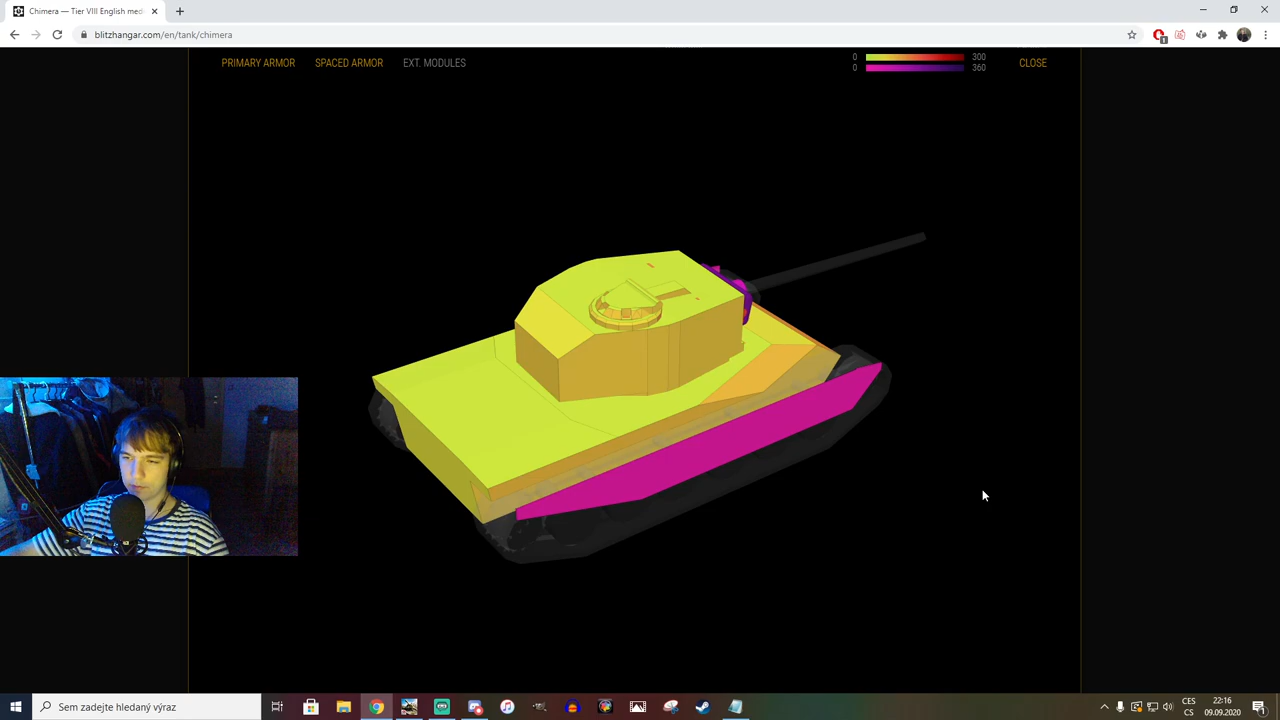 Chimera — Tier VIII English med
blitzhangar.com/en/tank/chimera
1
PRIMARY ARMOR SPACED ARMOR EXT. MODULES
0 300
0 360
CLOSE
Sem zadejte hledaný výraz
CES
CS
22:16
09.09.2020